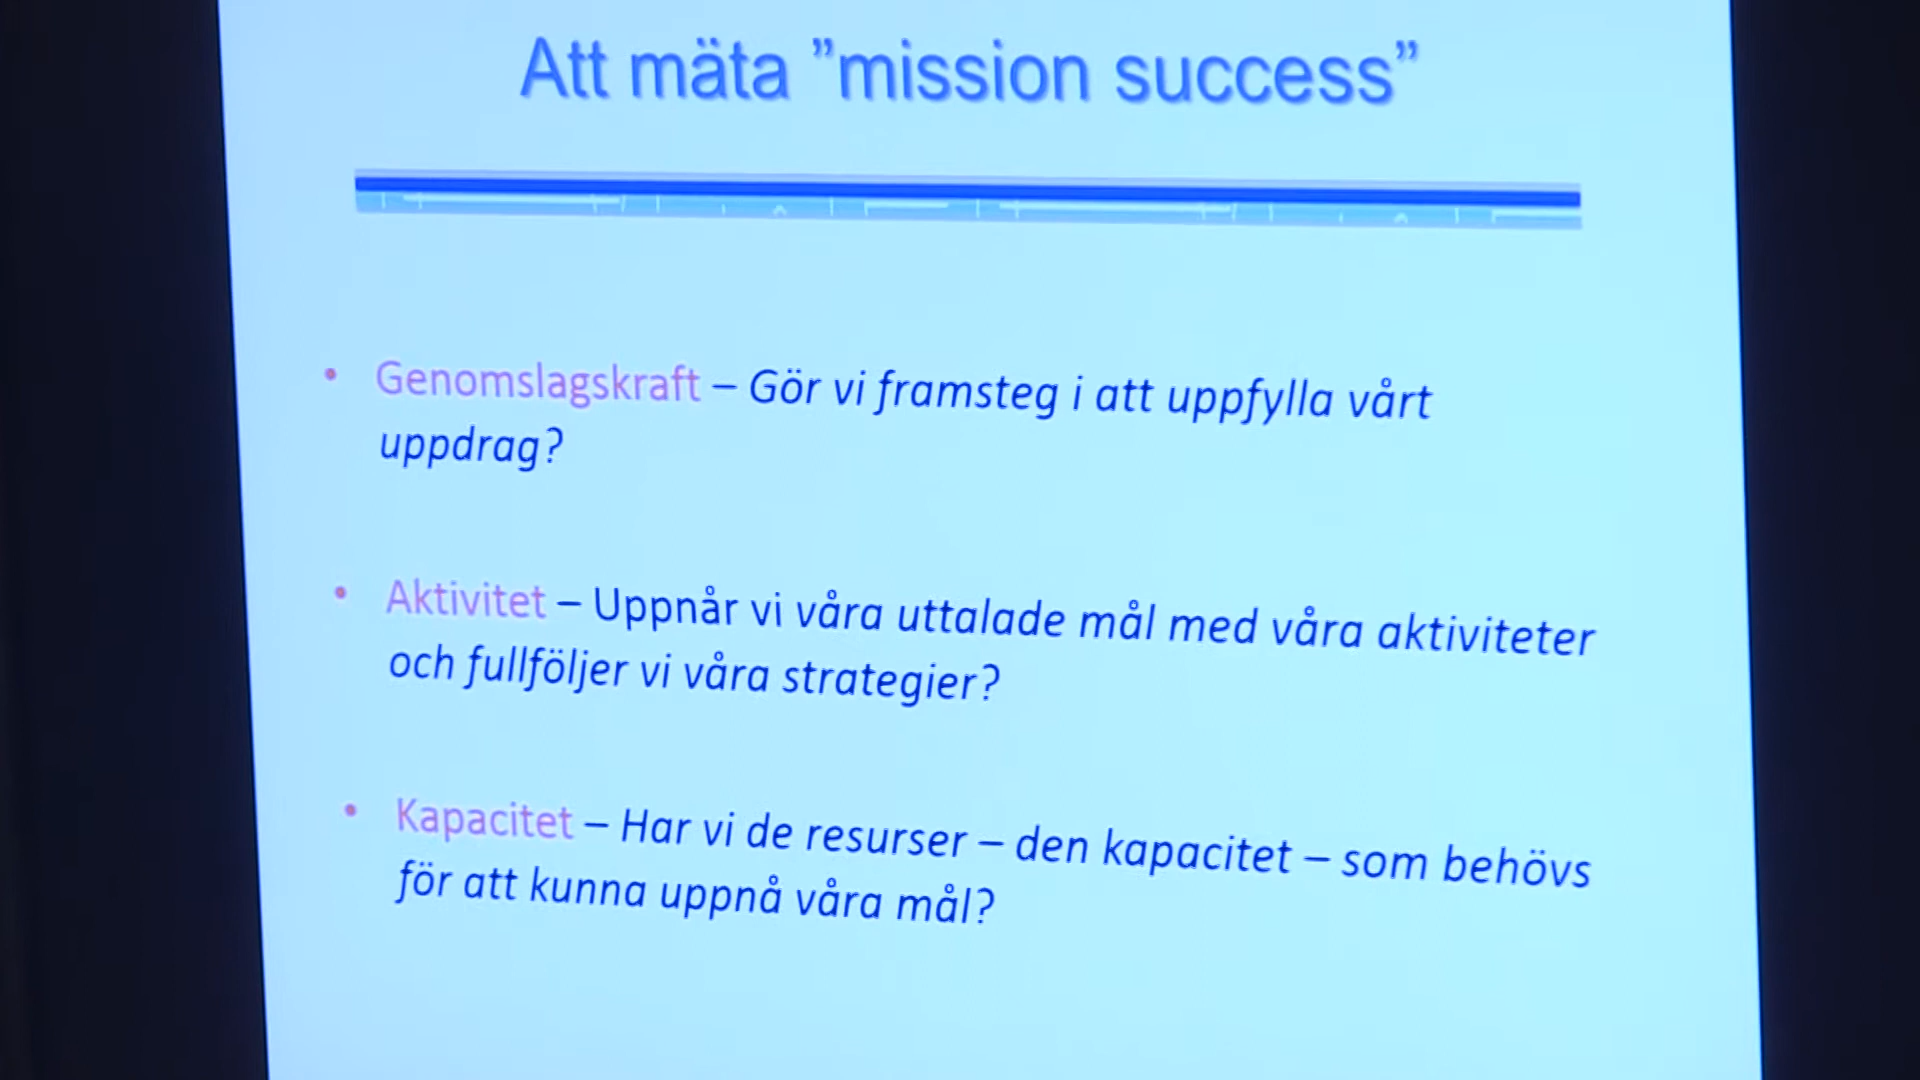 Att mäta ”mission success”
• Genomslagskraft – Gör vi framsteg i att uppfylla vårt
uppdrag?
• Aktivitet – Uppnår vi våra uttalade mål med våra aktiviteter
och fullföljer vi våra strategier?
• Kapacitet – Har vi de resurser – den kapacitet – som behövs
för att kunna uppnå våra mål?